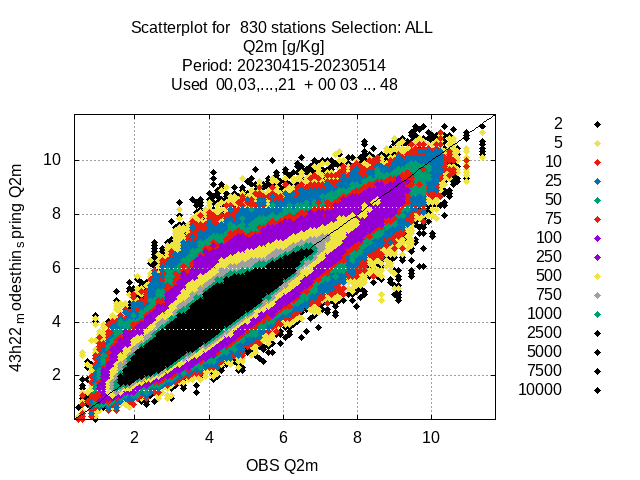 Scatterplot for  830 stations Selection: ALL
Q2m [g/Kg]
Period: 20230415-20230514
Used  00,03,...,21  + 00 03 ... 48
43h22 m odesthin s pring  Q2m
10
8
6
4
2
2 4 6 8 10
OBS Q2m
2
5
10
25
50
75
100
250
500
750
1000
2500
5000
7500
10000